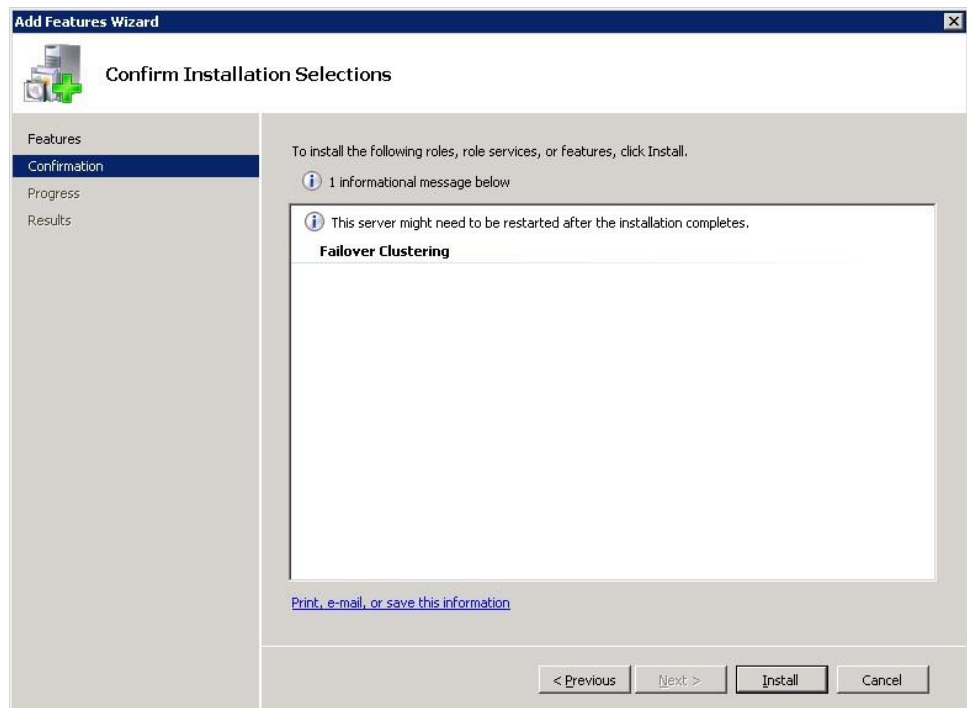 Add Features Wizard
Confirm Installation Selections
Features
Confirmation
Progress
Results
To install the following roles, role services, or features, click Install.
1 informational message below
This server might need to be restarted after the installation completes.
Failover Clustering
Print, e-mail, or save this information
< Previous
Next >
Install
Cancel